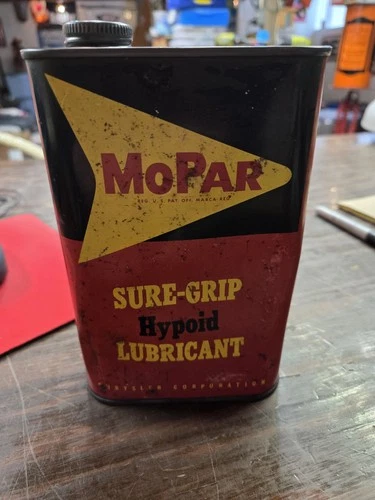 MOPAR
REG. U.S. PAT. OFF. MARCA REG.
SURE-GRIP
Hypoid
LUBRICANT
CHRYSLER CORPORATION